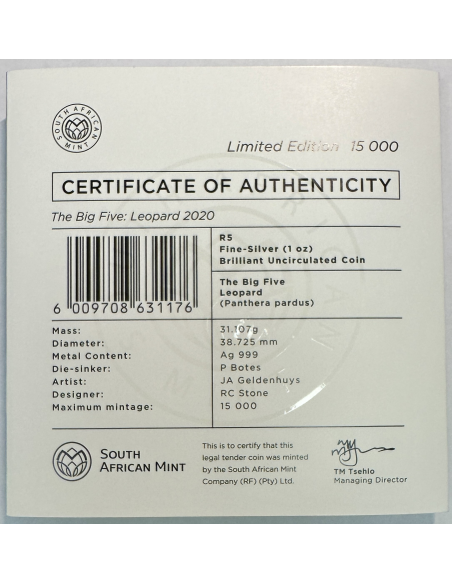 SOUTH AFRICAN MINT
Limited Edition 15 000
CERTIFICATE OF AUTHENTICITY
The Big Five: Leopard 2020
R5
Fine-Silver (1 oz)
Brilliant Uncirculated Coin
The Big Five
Leopard
(Panthera pardus)
6 009708 631176
Mass: 31.107g
Diameter: 38.725 mm
Metal Content: Ag 999
Die-sinker: P Botes
Artist: JA Geldenhuys
Designer: RC Stone
Maximum mintage: 15 000
SOUTH
AFRICAN MINT
This is to certify that this
legal tender coin was minted
by the South African Mint
Company (RF) (Pty) Ltd.
TM Tsehlo
Managing Director